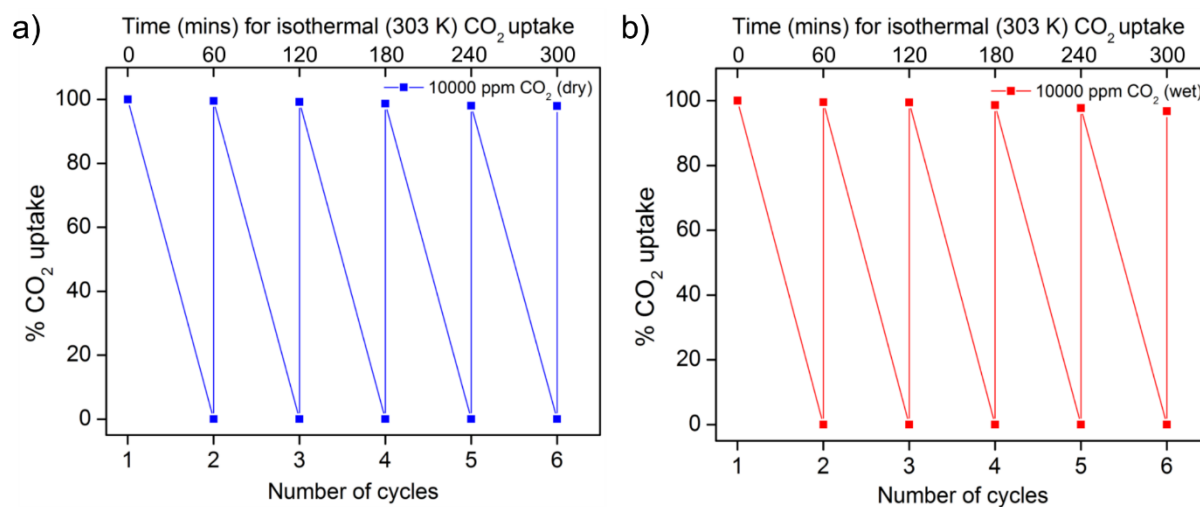 a)
Time (mins) for isothermal (303 K) CO₂ uptake
0 60 120 180 240 300
10000 ppm CO₂ (dry)
100
80
60
40
20
0
% CO₂ uptake
1 2 3 4 5 6
Number of cycles
b)
Time (mins) for isothermal (303 K) CO₂ uptake
0 60 120 180 240 300
10000 ppm CO₂ (wet)
100
80
60
40
20
0
% CO₂ uptake
1 2 3 4 5 6
Number of cycles